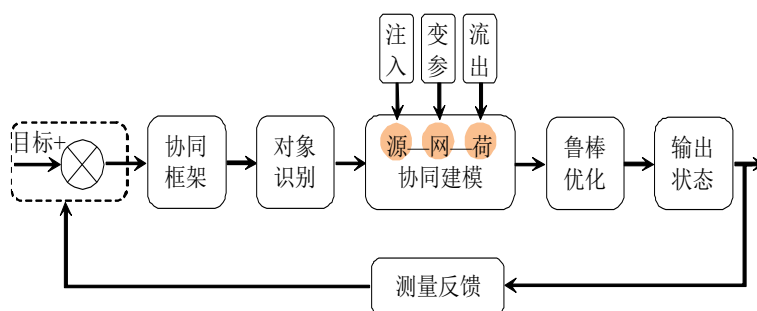 注入
变参
流出
目标+
协同
框架
对象
识别
源—网—荷
协同建模
鲁棒
优化
输出
状态
测量反馈